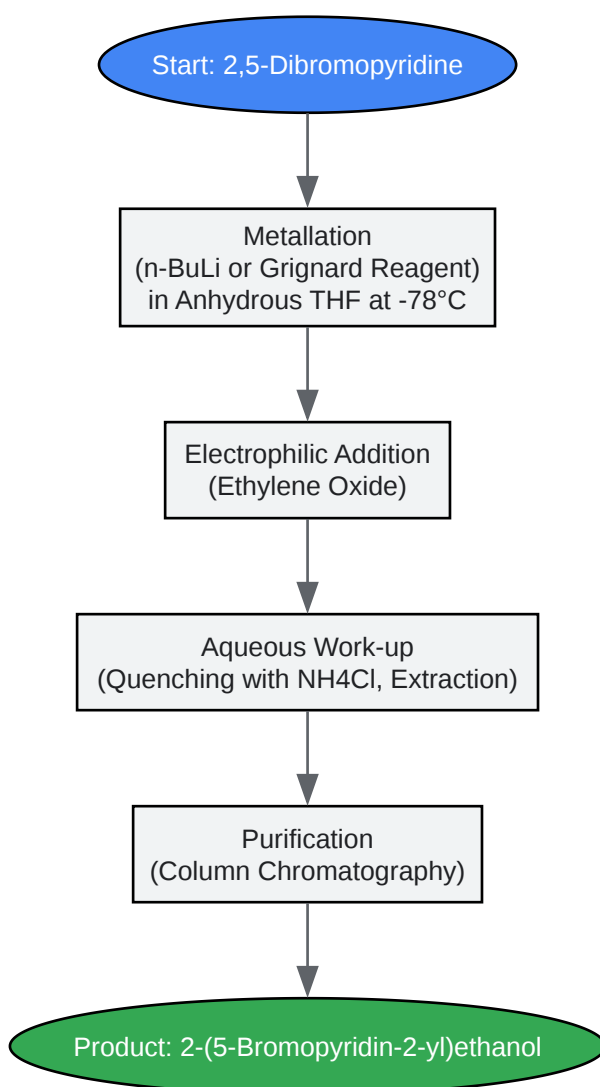 Start: 2,5-Dibromopyridine
Metallation
(n-BuLi or Grignard Reagent)
in Anhydrous THF at -78°C
Electrophilic Addition
(Ethylene Oxide)
Aqueous Work-up
(Quenching with NH4Cl, Extraction)
Purification
(Column Chromatography)
Product: 2-(5-Bromopyridin-2-yl)ethanol